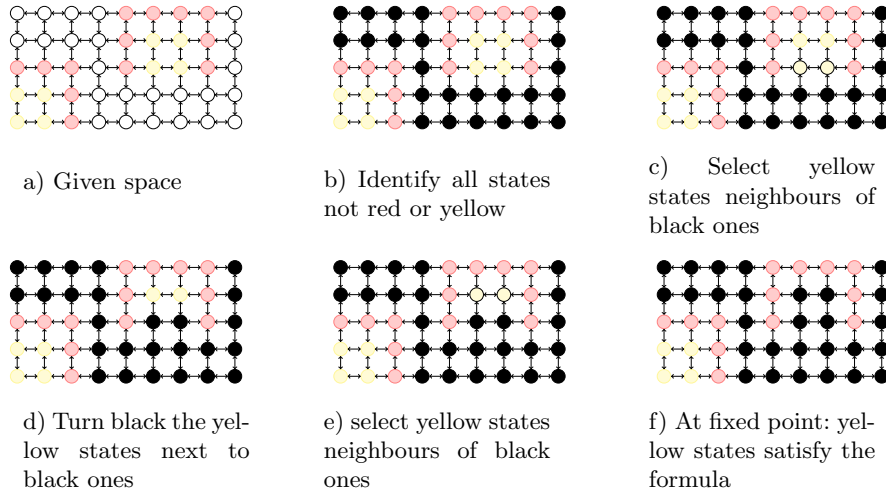 a) Given space
b) Identify all states
not red or yellow
c) Select yellow
states neighbours of
black ones
d) Turn black the yel-
low states next to
black ones
e) select yellow states
neighbours of black
ones
f) At fixed point: yel-
low states satisfy the
formula